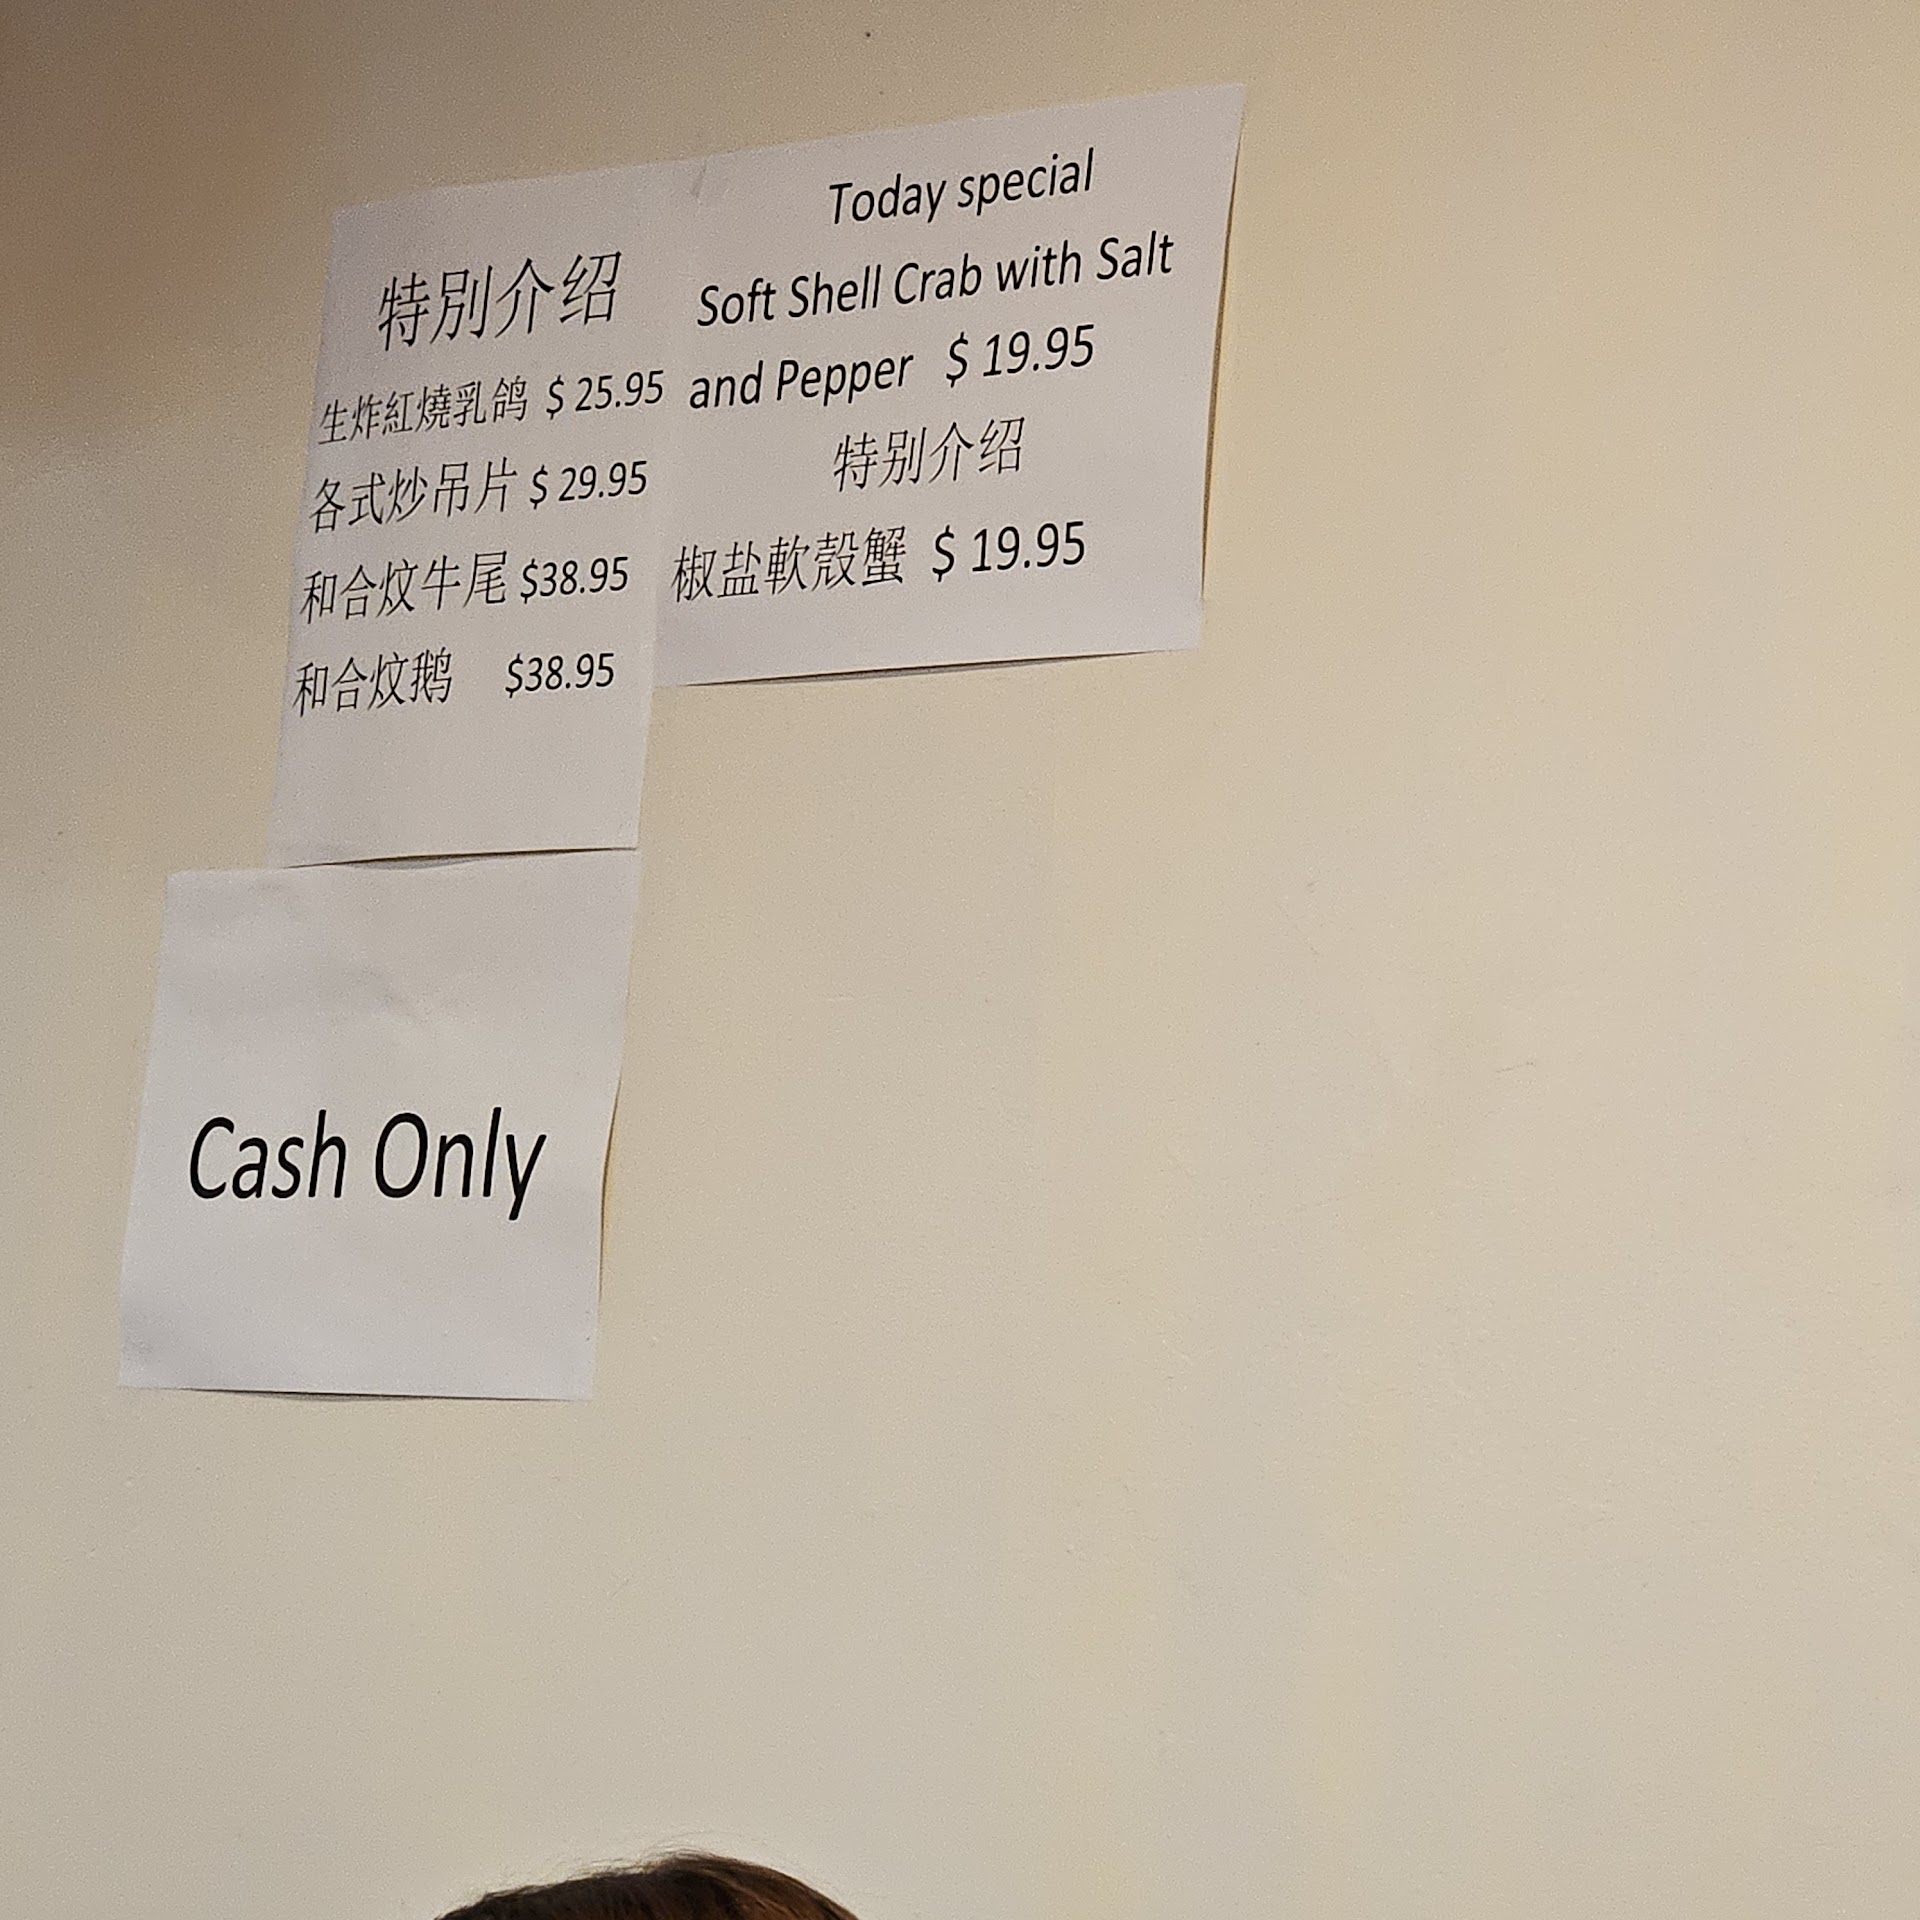 特別介绍
生炸紅燒乳鸽 $ 25.95
各式炒吊片 $ 29.95
和合炆牛尾 $38.95
和合炆鹅 $38.95
Today special
Soft Shell Crab with Salt
and Pepper $ 19.95
特别介绍
椒盐軟殼蟹 $ 19.95
Cash Only